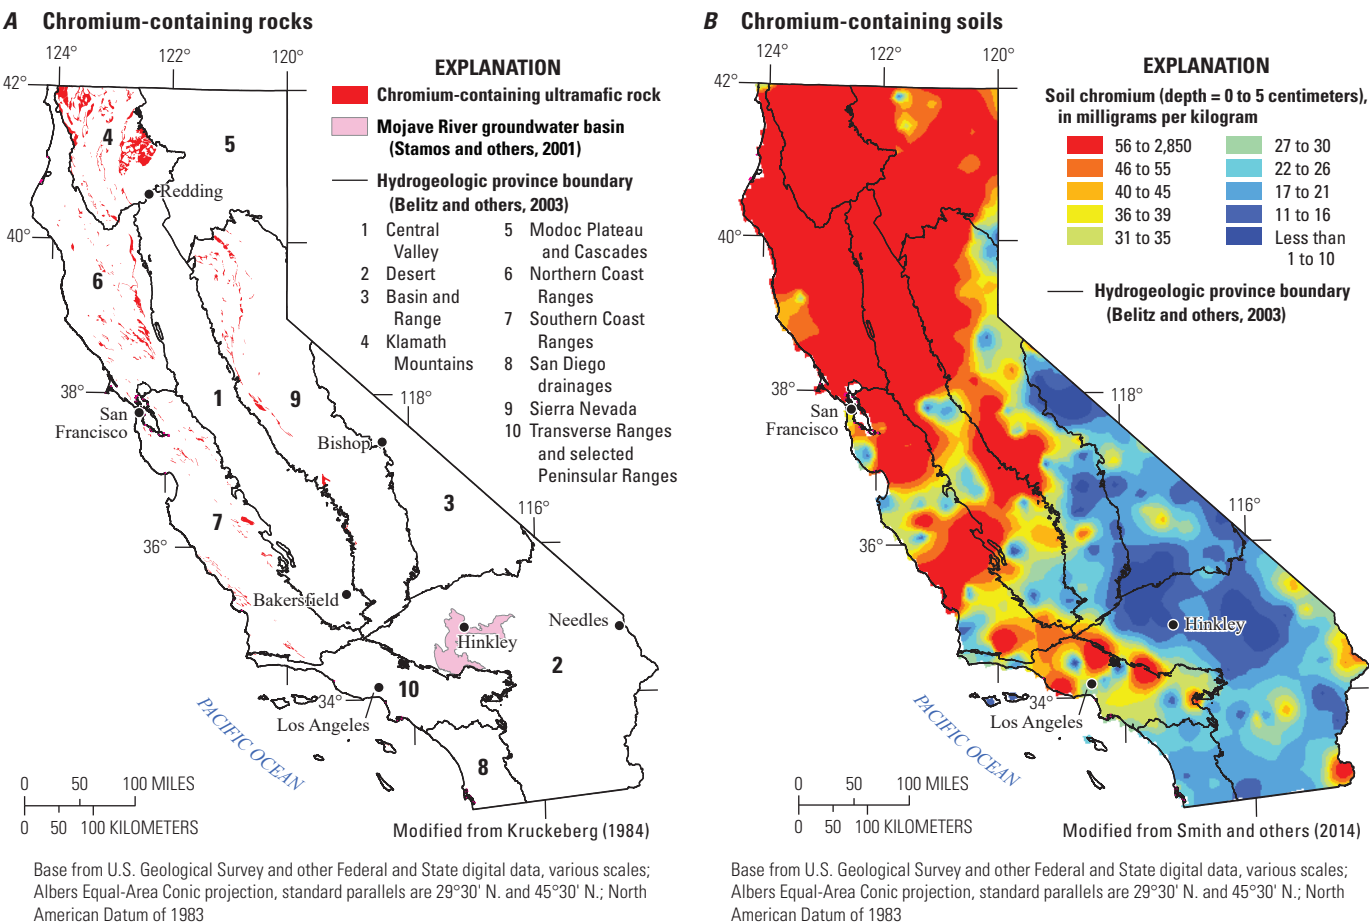 A Chromium-containing rocks
124°
122°
120°
42°
40°
38°
36°
34°
118°
116°
EXPLANATION
Chromium-containing ultramafic rock
Mojave River groundwater basin
(Stamos and others, 2001)
Hydrogeologic province boundary
(Belitz and others, 2003)
1 Central
Valley
2 Desert
3 Basin and
Range
4 Klamath
Mountains
5 Modoc Plateau
and Cascades
6 Northern Coast
Ranges
7 Southern Coast
Ranges
8 San Diego
drainages
9 Sierra Nevada
10 Transverse Ranges
and selected
Peninsular Ranges
4
5
Redding
6
1
9
San
Francisco
Bishop
3
7
Bakersfield
Hinkley
Needles
2
10
Los Angeles
8
PACIFIC OCEAN
0 50 100 MILES
0 50 100 KILOMETERS
Modified from Kruckeberg (1984)
Base from U.S. Geological Survey and other Federal and State digital data, various scales;
Albers Equal-Area Conic projection, standard parallels are 29°30' N. and 45°30' N.; North
American Datum of 1983
B Chromium-containing soils
124°
122°
120°
42°
40°
38°
36°
34°
118°
116°
EXPLANATION
Soil chromium (depth = 0 to 5 centimeters),
in milligrams per kilogram
56 to 2,850
46 to 55
40 to 45
36 to 39
31 to 35
27 to 30
22 to 26
17 to 21
11 to 16
Less than
1 to 10
Hydrogeologic province boundary
(Belitz and others, 2003)
San
Francisco
Hinkley
Los Angeles
PACIFIC OCEAN
0 50 100 MILES
0 50 100 KILOMETERS
Modified from Smith and others (2014)
Base from U.S. Geological Survey and other Federal and State digital data, various scales;
Albers Equal-Area Conic projection, standard parallels are 29°30' N. and 45°30' N.; North
American Datum of 1983